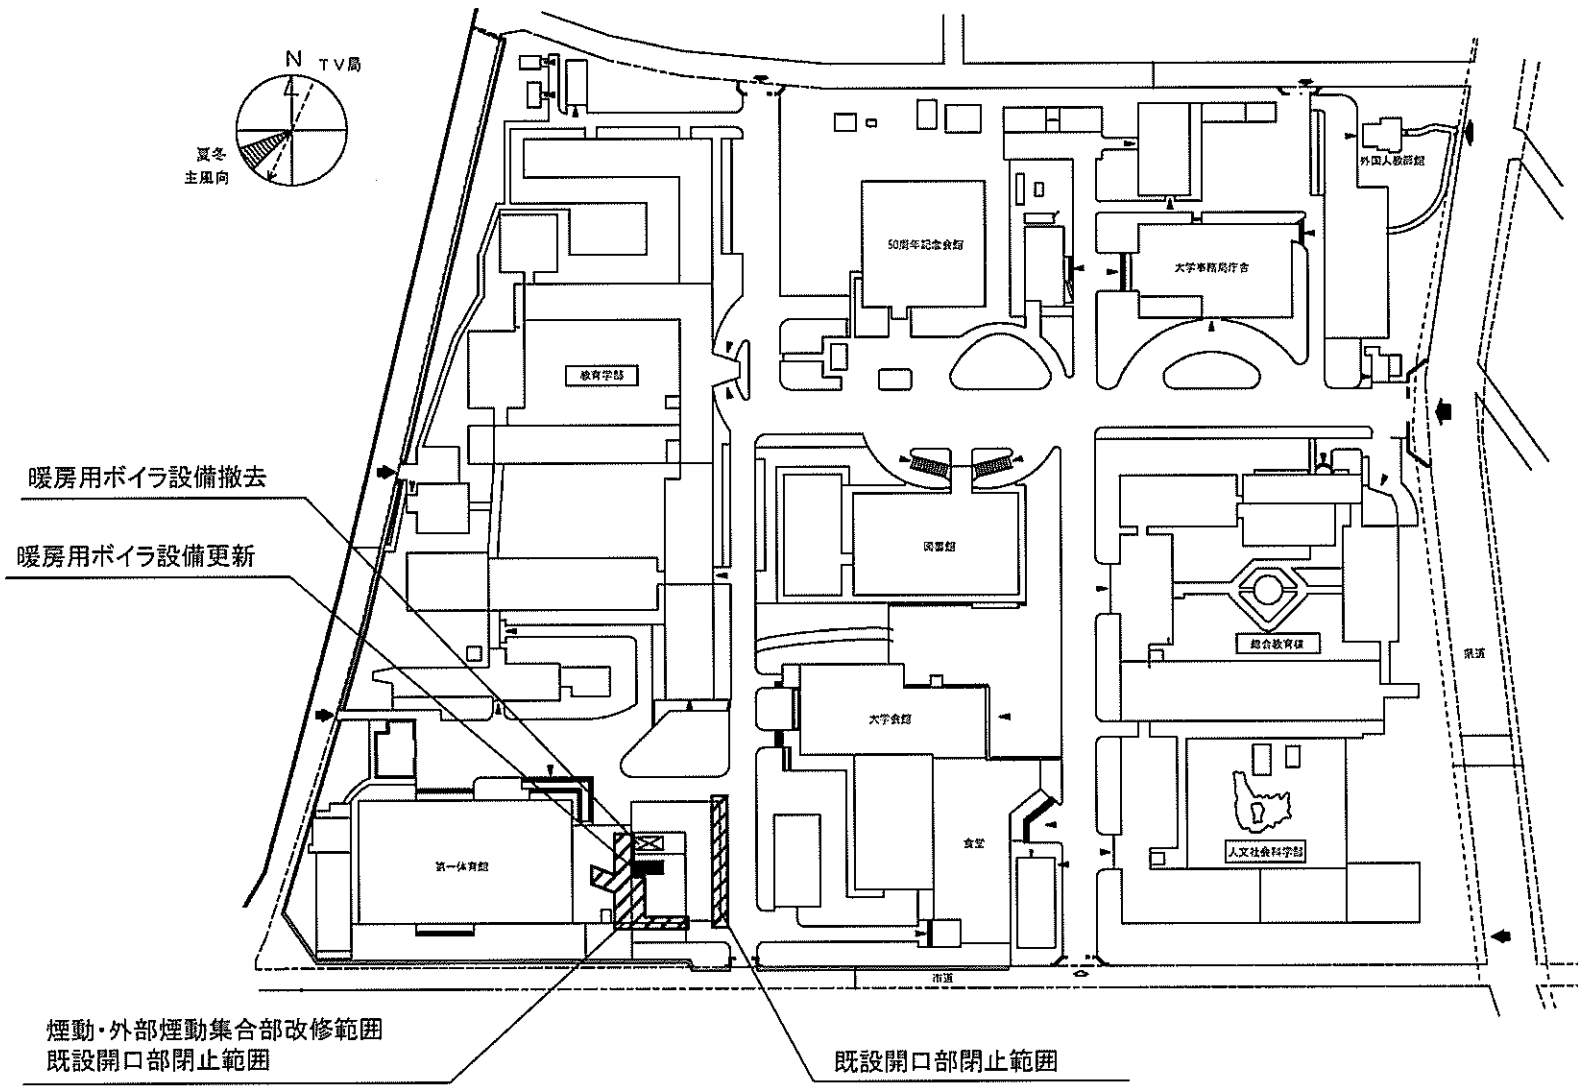 N
TV局
夏冬
主風向
外国人教師館
50周年記念会館
大学事務局庁舎
教育学部
暖房用ボイラ設備撤去
暖房用ボイラ設備更新
図書館
総合教育棟
県道
大学会館
食堂
第一体育館
人文社会科学部
市道
煙動・外部煙動集合部改修範囲
既設開口部閉止範囲
既設開口部閉止範囲